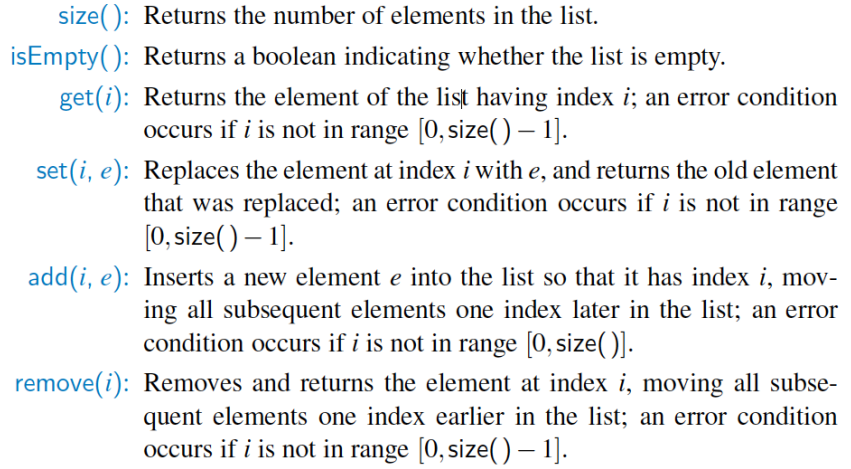 size( ): Returns the number of elements in the list.
isEmpty( ): Returns a boolean indicating whether the list is empty.
get(i): Returns the element of the list having index i; an error condition
occurs if i is not in range [0, size( ) − 1].
set(i, e): Replaces the element at index i with e, and returns the old element
that was replaced; an error condition occurs if i is not in range
[0, size( ) − 1].
add(i, e): Inserts a new element e into the list so that it has index i, mov-
ing all subsequent elements one index later in the list; an error
condition occurs if i is not in range [0, size( )].
remove(i): Removes and returns the element at index i, moving all subse-
quent elements one index earlier in the list; an error condition
occurs if i is not in range [0, size( ) − 1].